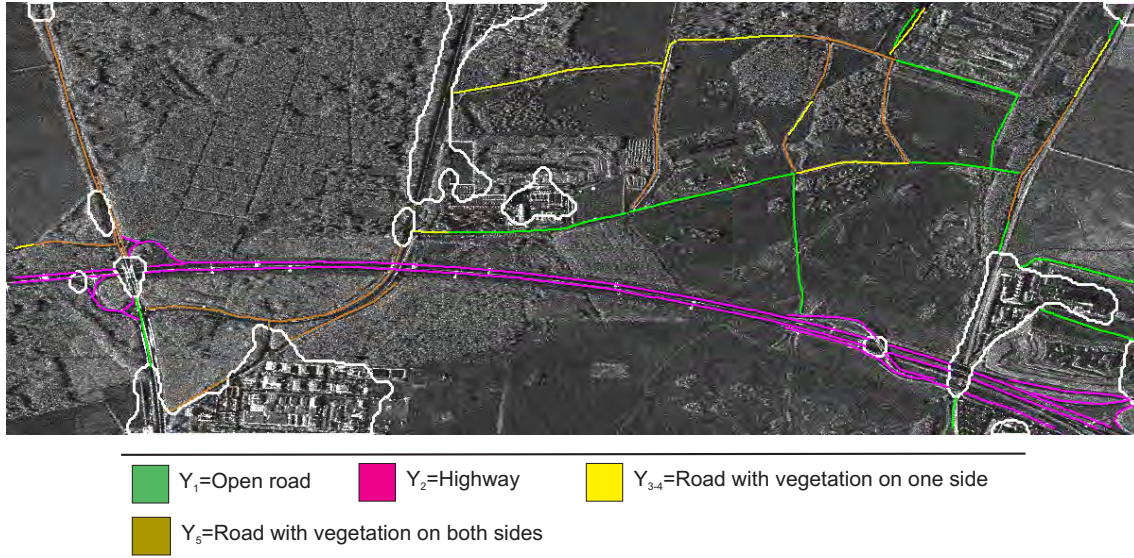 Y₁=Open road
Y₂=Highway
Y₃₋₄=Road with vegetation on one side
Y₅=Road with vegetation on both sides